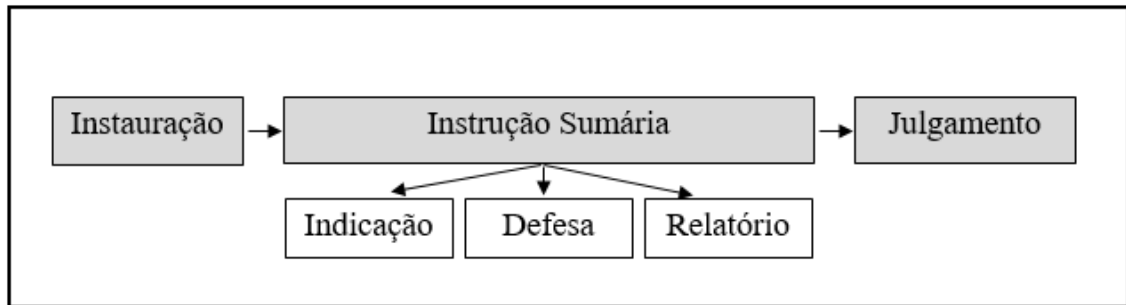 Instauração
Instrução Sumária
Julgamento
Indicação
Defesa
Relatório